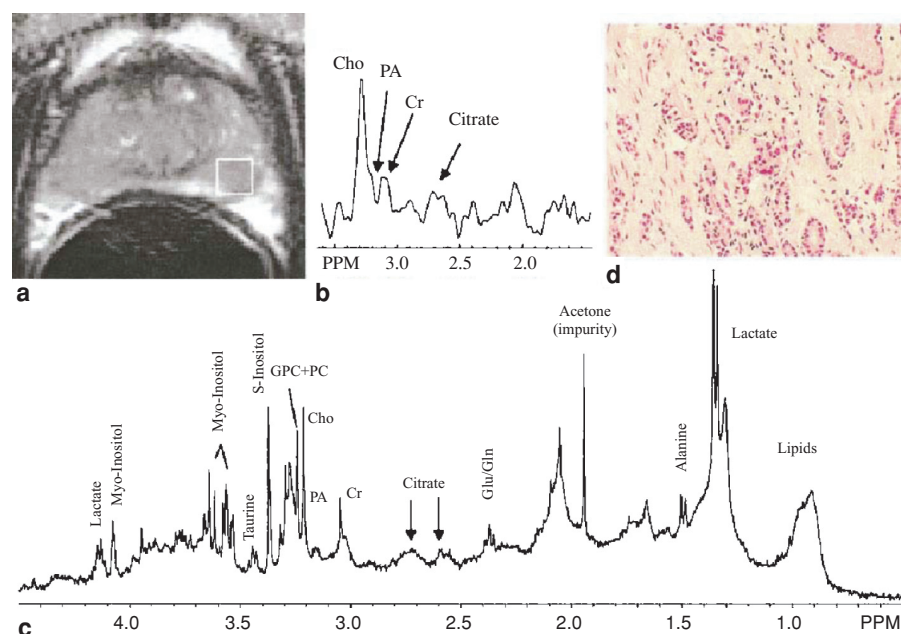 Cho
PA
Cr
Citrate
PPM 3.0 2.5 2.0
a
b
d
Lactate
Myo-Inositol
Myo-Inositol
Taurine
S-Inositol
GPC+PC
Cho
PA
Cr
Citrate
Glu/Gln
Acetone
(impurity)
Alanine
Lactate
Lipids
c
4.0 3.5 3.0 2.5 2.0 1.5 1.0 PPM